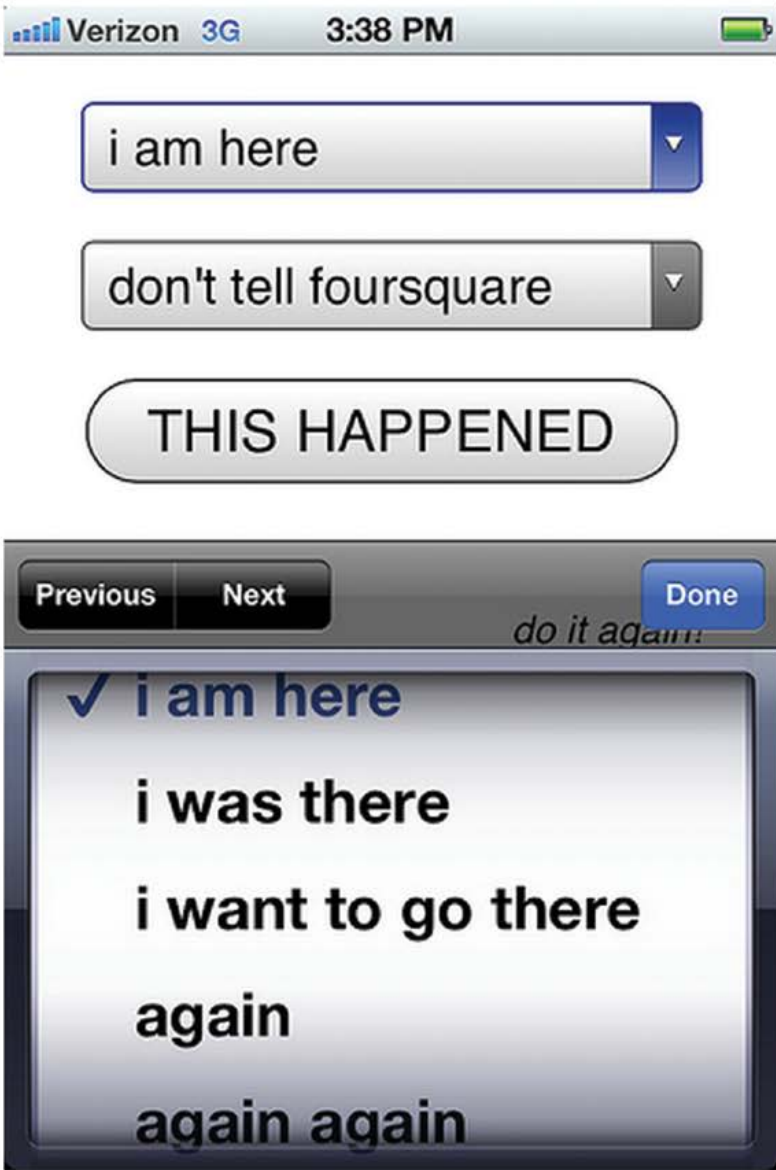 Verizon 3G 3:38 PM
i am here
don't tell foursquare
THIS HAPPENED
Previous Next Done
do it again!
✓ i am here
i was there
i want to go there
again
again again